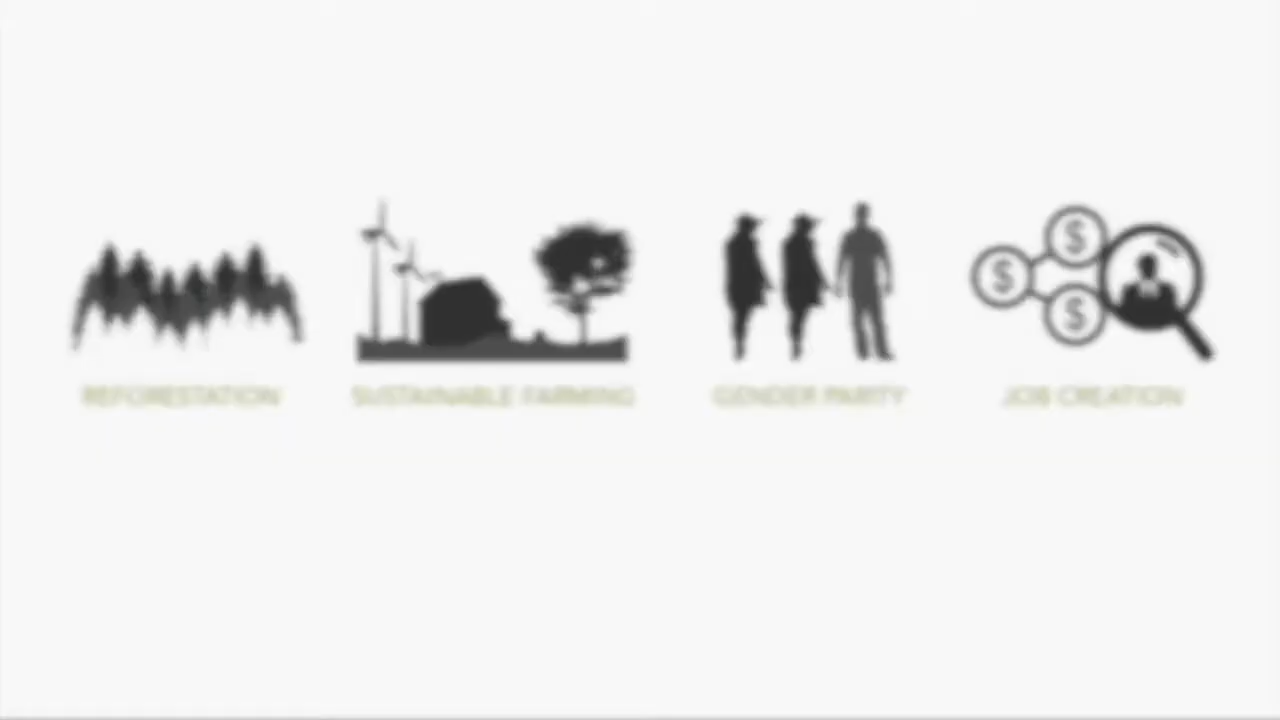 REFORESTATION
SUSTAINABLE FARMING
GENDER PARITY
JOB CREATION
$
$
$